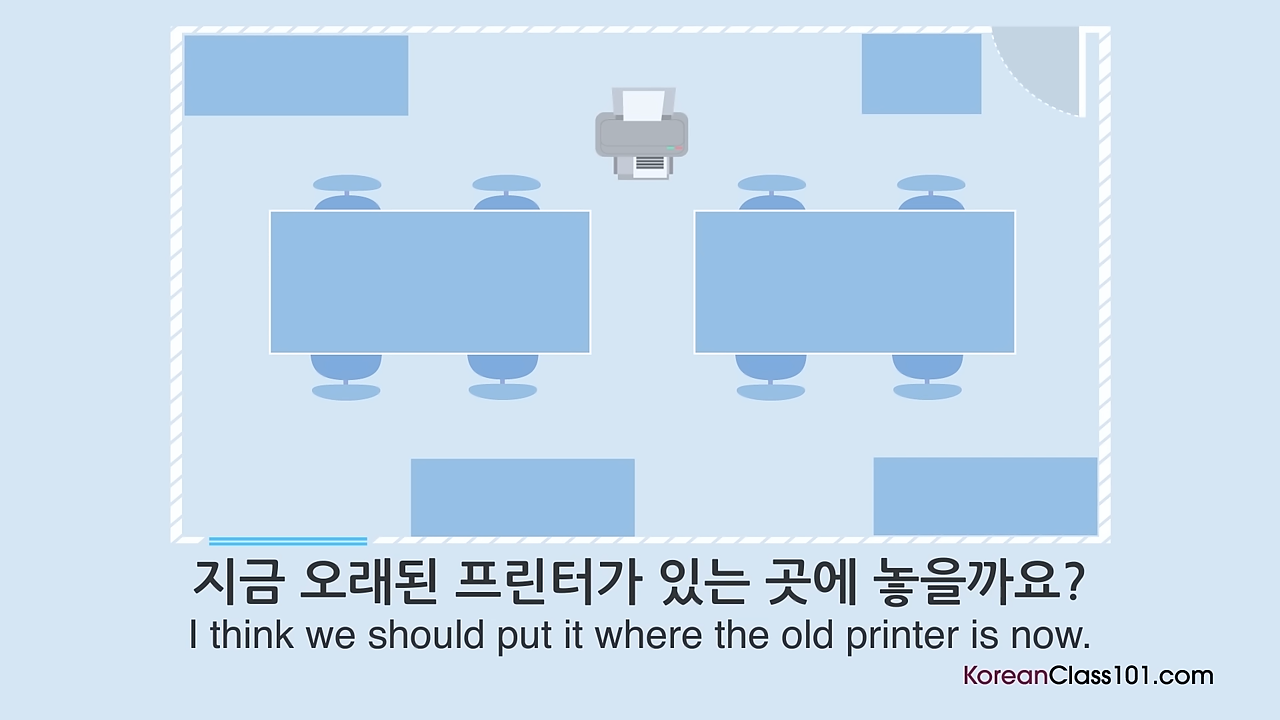 지금 오래된 프린터가 있는 곳에 놓을까요?
I think we should put it where the old printer is now.
KoreanClass101.com